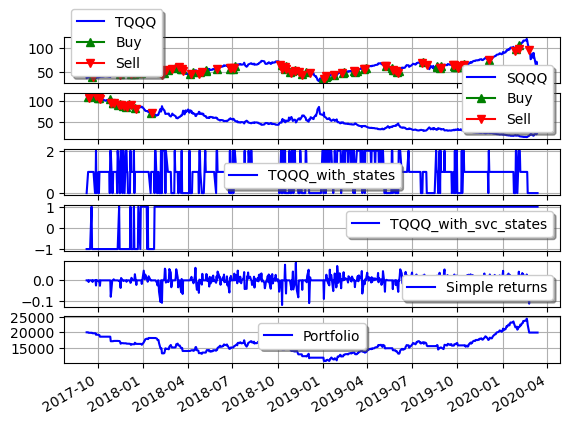 TQQQ
Buy
Sell
100
50
SQQQ
Buy
Sell
100
50
2
0
TQQQ_with_states
1
0
−1
TQQQ_with_svc_states
0.0
−0.1
Simple returns
25000
20000
15000
Portfolio
2017-10 2018-01 2018-04 2018-07 2018-10 2019-01 2019-04 2019-07 2019-10 2020-01 2020-04